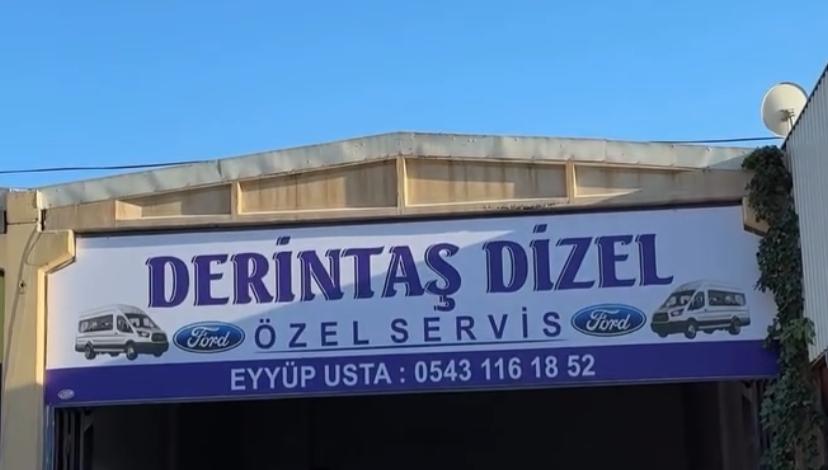 DERİNTAŞ DİZEL
Ford ÖZEL SERVİS Ford
EYYÜP USTA : 0543 116 18 52